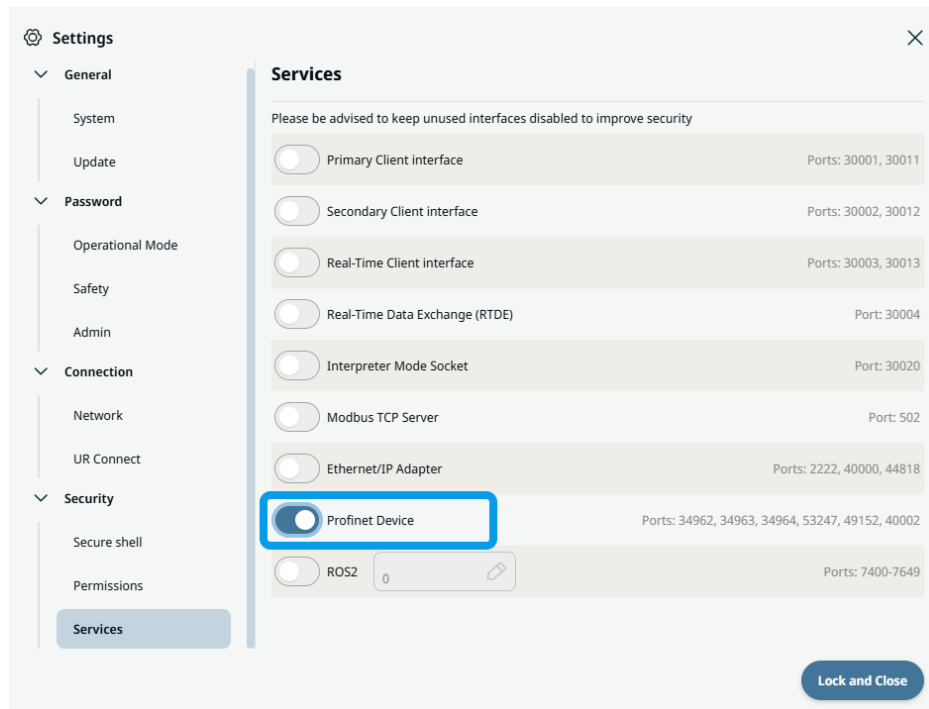 Settings
General
System
Update
Password
Operational Mode
Safety
Admin
Connection
Network
UR Connect
Security
Secure shell
Permissions
Services
Services
Please be advised to keep unused interfaces disabled to improve security
Primary Client interface Ports: 30001, 30011
Secondary Client interface Ports: 30002, 30012
Real-Time Client interface Ports: 30003, 30013
Real-Time Data Exchange (RTDE) Port: 30004
Interpreter Mode Socket Port: 30020
Modbus TCP Server Port: 502
Ethernet/IP Adapter Ports: 2222, 40000, 44818
Profinet Device Ports: 34962, 34963, 34964, 53247, 49152, 40002
ROS2 0 Ports: 7400-7649
Lock and Close